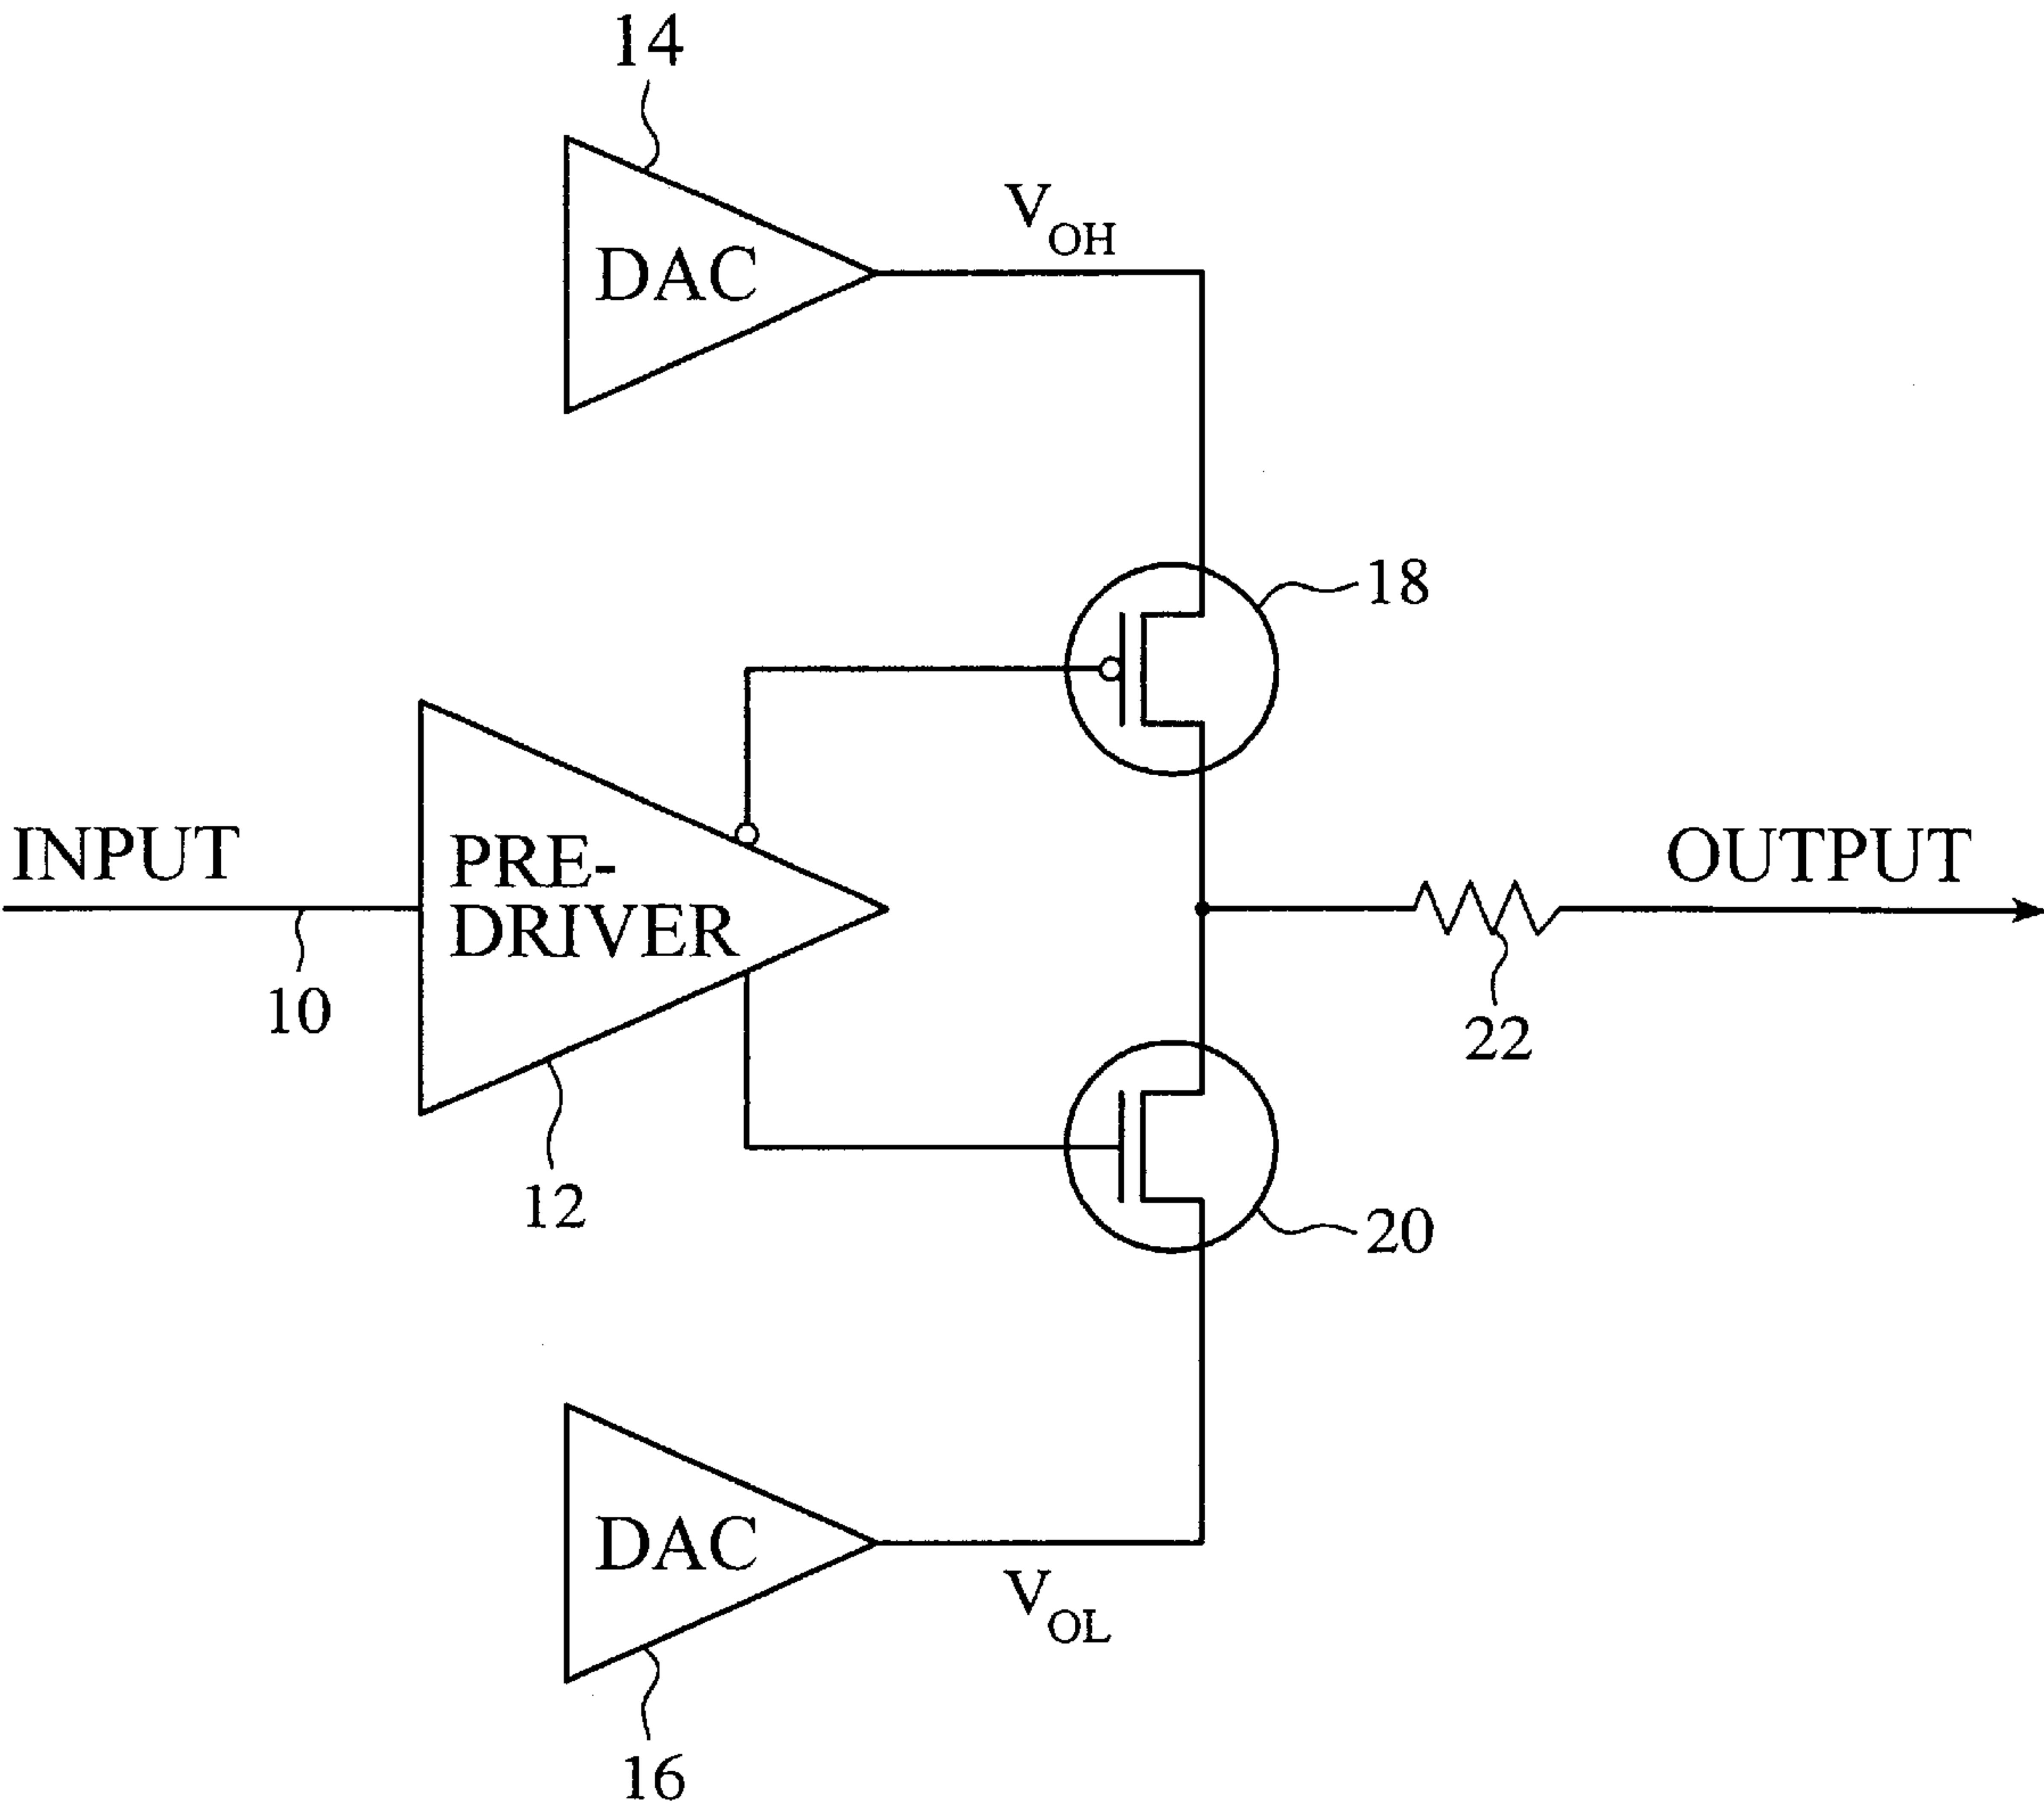 14
DAC
VOH
18
INPUT
PRE-
DRIVER
OUTPUT
10
22
12
20
DAC
VOL
16